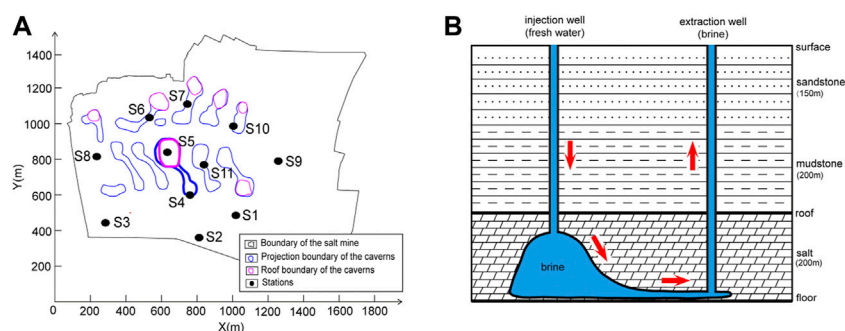 A
1400
1200
1000
800
600
400
200
Y(m)
0 200 400 600 800 1000 1200 1400 1600 1800
X(m)
S7
S6
S10
S5
S8
S9
S11
S4
S3
S1
S2
Boundary of the salt mine
Projection boundary of the caverns
Roof boundary of the caverns
Stations
B
injection well
(fresh water)
extraction well
(brine)
surface
sandstone
(150m)
mudstone
(200m)
roof
salt
(200m)
floor
brine